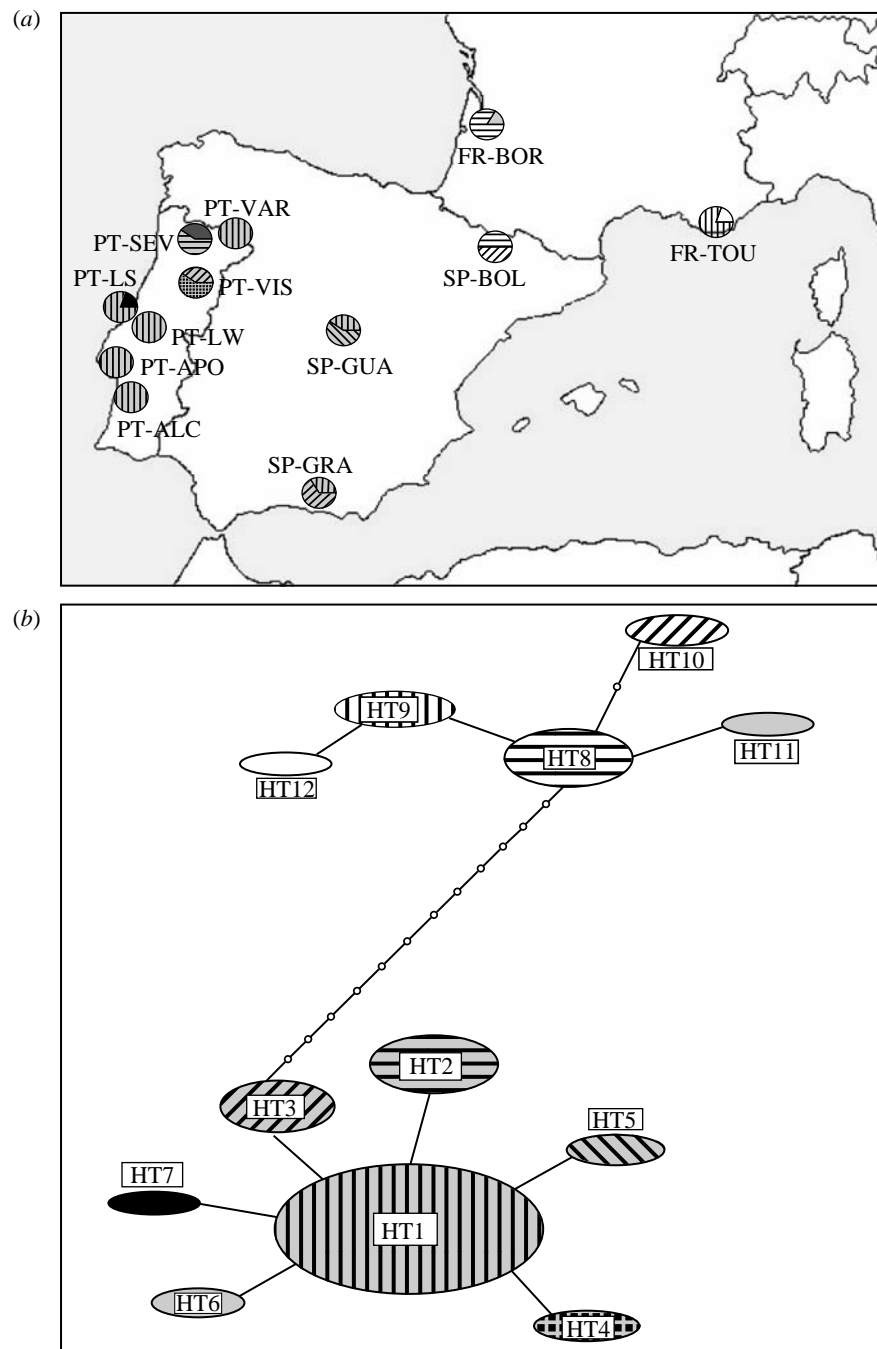 (a)
FR-BOR
PT-VAR
PT-SEV
FR-TOU
SP-BOL
PT-LS
PT-VIS
PT-LW
SP-GUA
PT-APO
PT-ALC
SP-GRA
(b)
HT10
HT9
HT11
HT8
HT12
HT2
HT3
HT5
HT7
HT1
HT6
HT4